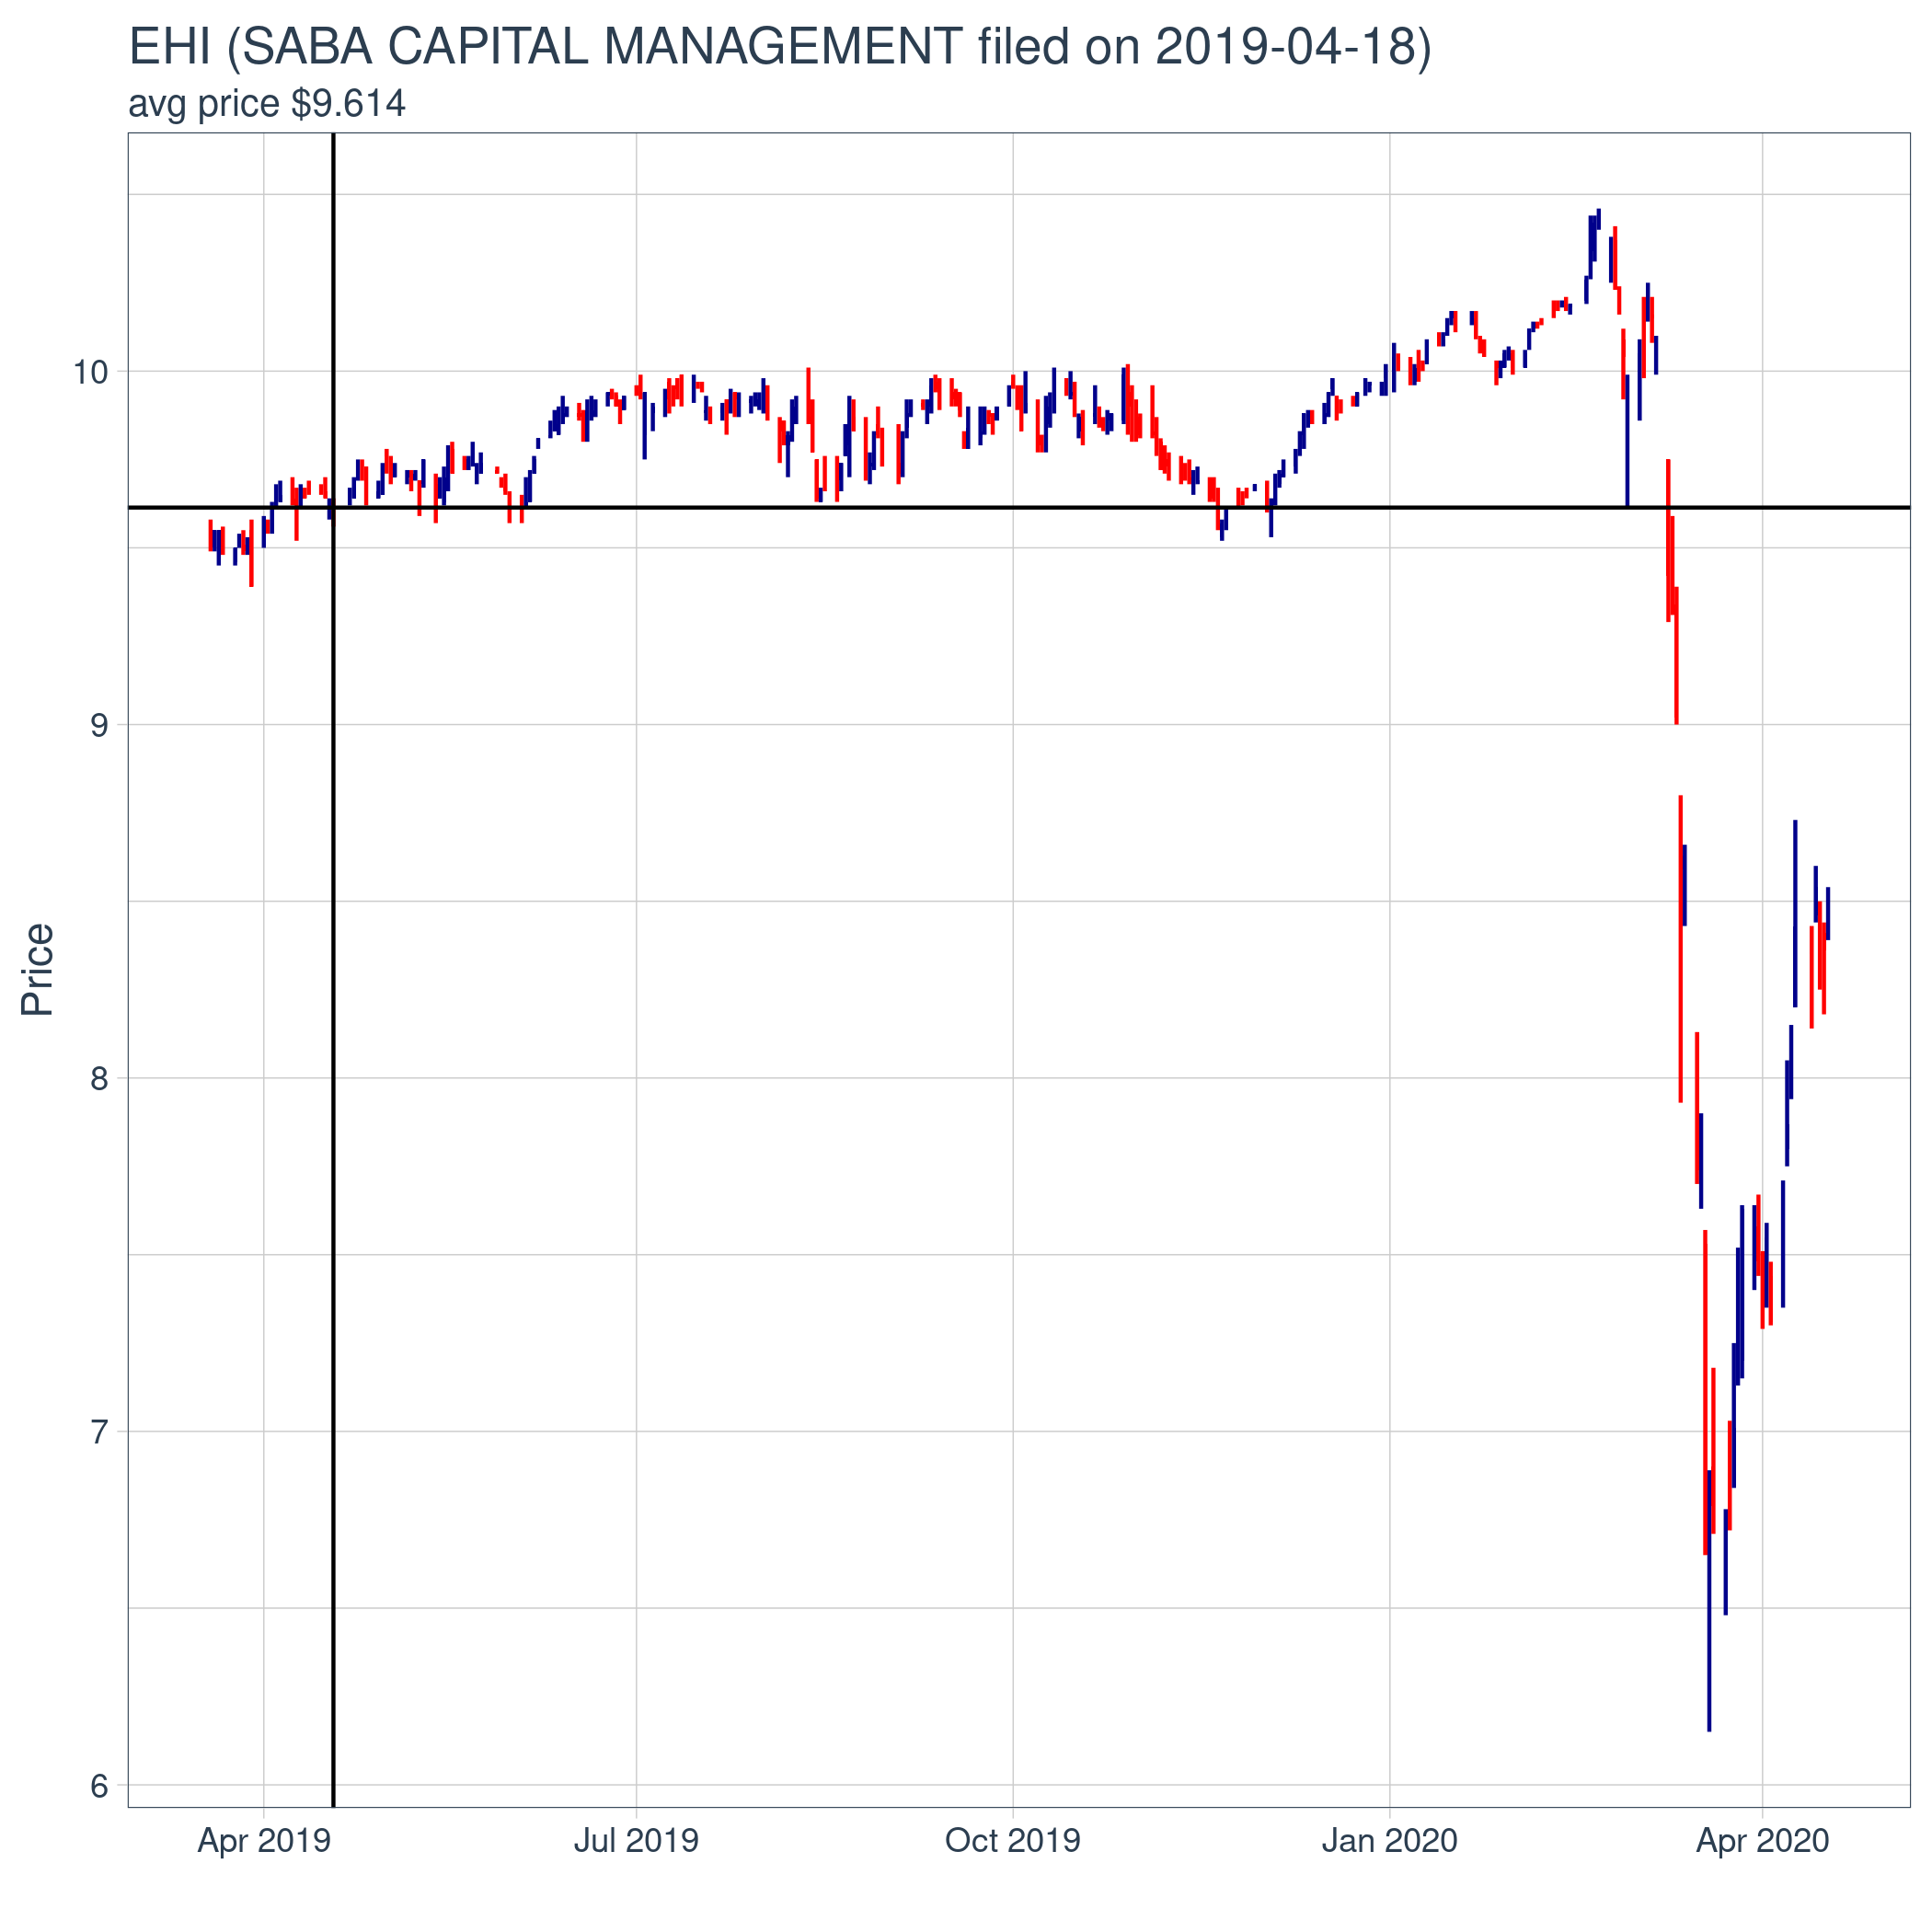 EHI (SABA CAPITAL MANAGEMENT filed on 2019-04-18)
avg price $9.614
10
9
8
7
6
Price
Apr 2019
Jul 2019
Oct 2019
Jan 2020
Apr 2020